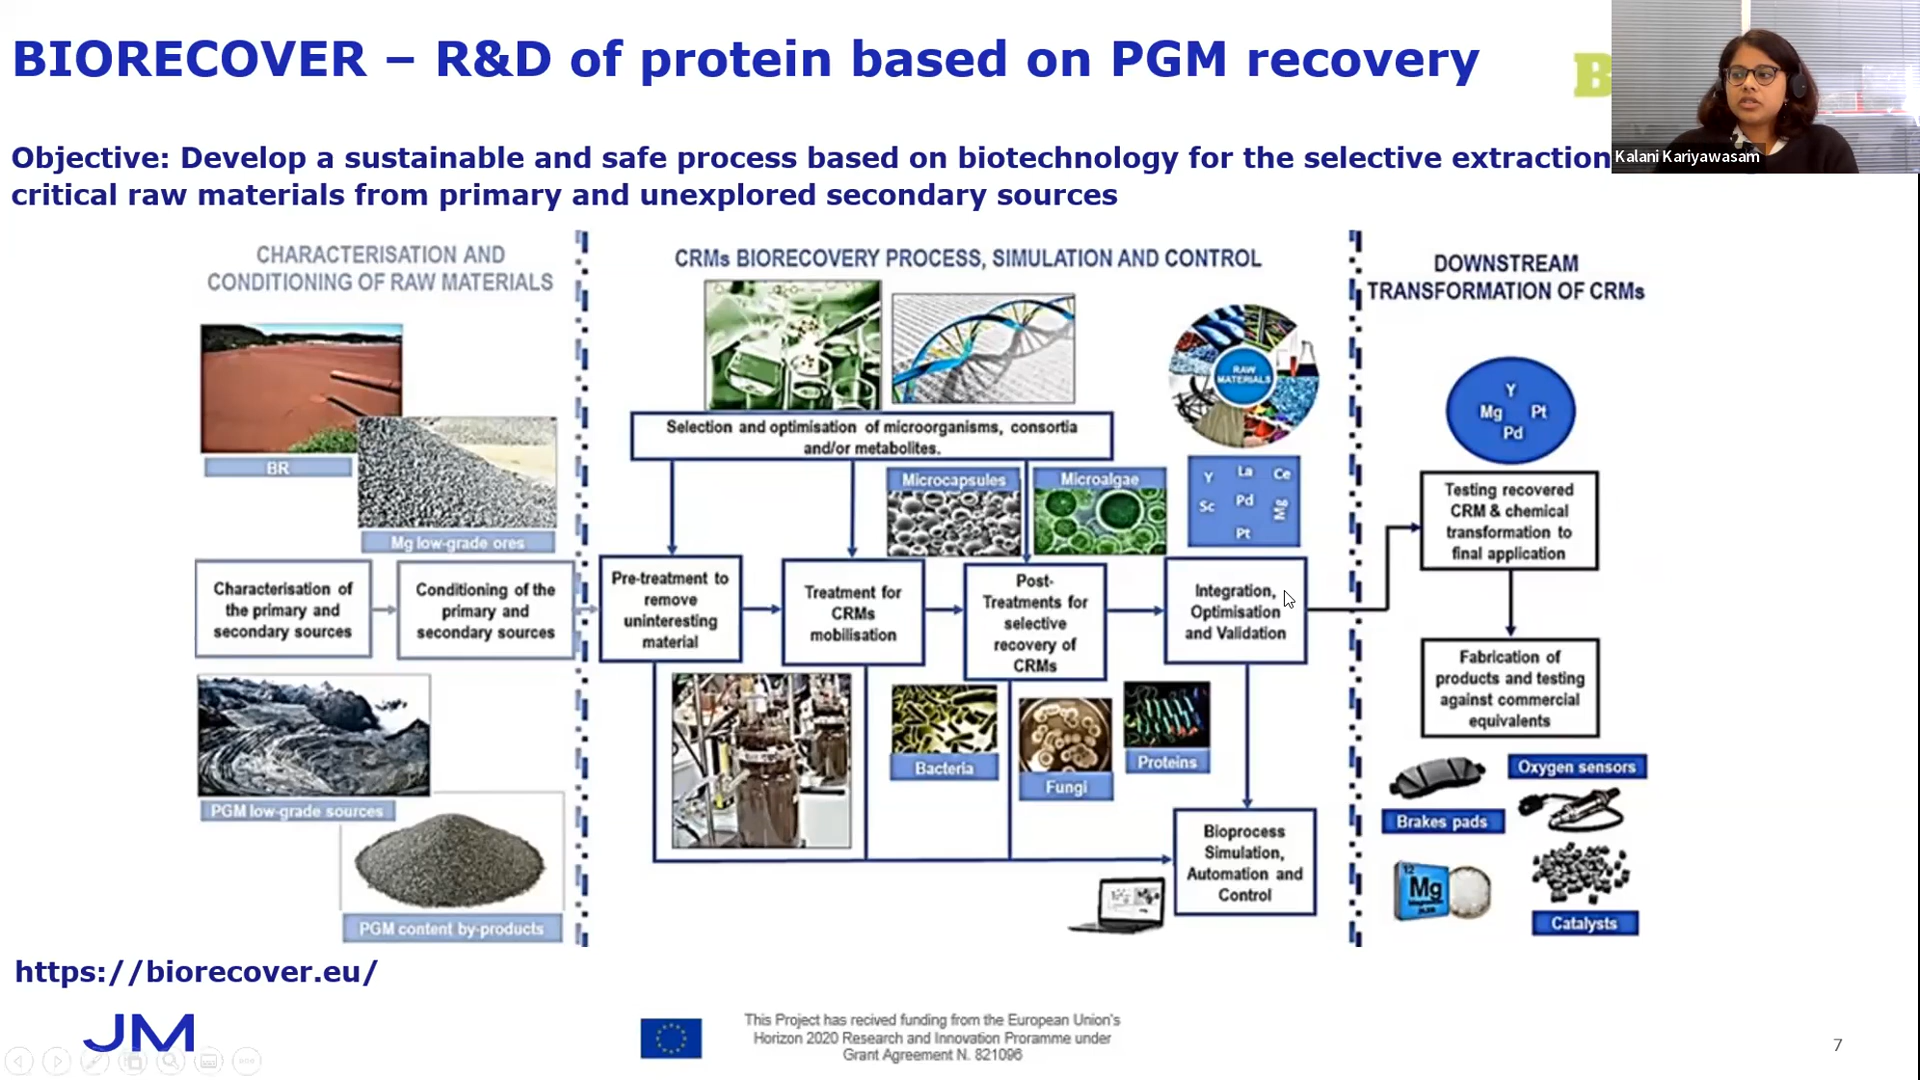 BIORECOVER – R&D of protein based on PGM recovery
B
Kalani Kariyawasam
Objective: Develop a sustainable and safe process based on biotechnology for the selective extraction
critical raw materials from primary and unexplored secondary sources
CHARACTERISATION AND
CONDITIONING OF RAW MATERIALS
BR
Mg low-grade ores
Characterisation of
the primary and
secondary sources
Conditioning of the
primary and
secondary sources
PGM low-grade sources
PGM content by-products
CRMs BIORECOVERY PROCESS, SIMULATION AND CONTROL
RAW
MATERIALS
Selection and optimisation of microorganisms, consortia
and/or metabolites.
Microcapsules
Microalgae
Y La Ce
Sc Pd Mg
Pt
Pre-treatment to
remove
uninteresting
material
Treatment for
CRMs
mobilisation
Post-
Treatments for
selective
recovery of
CRMs
Integration,
Optimisation
and Validation
Bacteria
Fungi
Proteins
Bioprocess
Simulation,
Automation and
Control
DOWNSTREAM
TRANSFORMATION OF CRMs
Y
Mg Pt
Pd
Testing recovered
CRM & chemical
transformation to
final application
Fabrication of
products and testing
against commercial
equivalents
Oxygen sensors
Brakes pads
12
Mg
Catalysts
https://biorecover.eu/
JM
This Project has recived funding from the European Union's
Horizon 2020 Research and Innovation Proramme under
Grant Agreement N. 821096
7